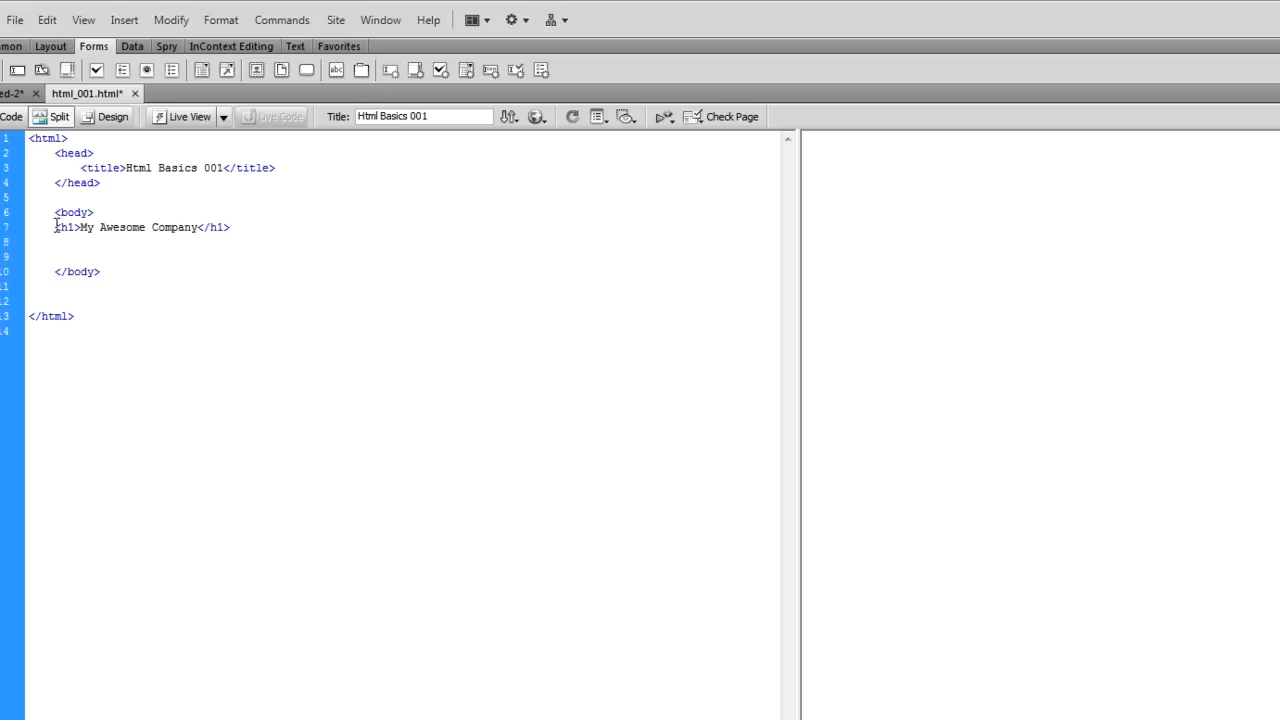 File Edit View Insert Modify Format Commands Site Window Help
mon Layout Forms Data Spry InContext Editing Text Favorites
abc
ed-2* html_001.html*
Code Split Design Live View Live Code Title: Html Basics 001 Check Page
1 <html>
2 <head>
3 <title>Html Basics 001</title>
4 </head>
5
6 <body>
7 <h1>My Awesome Company</h1>
8
9
10 </body>
11
12
13 </html>
14